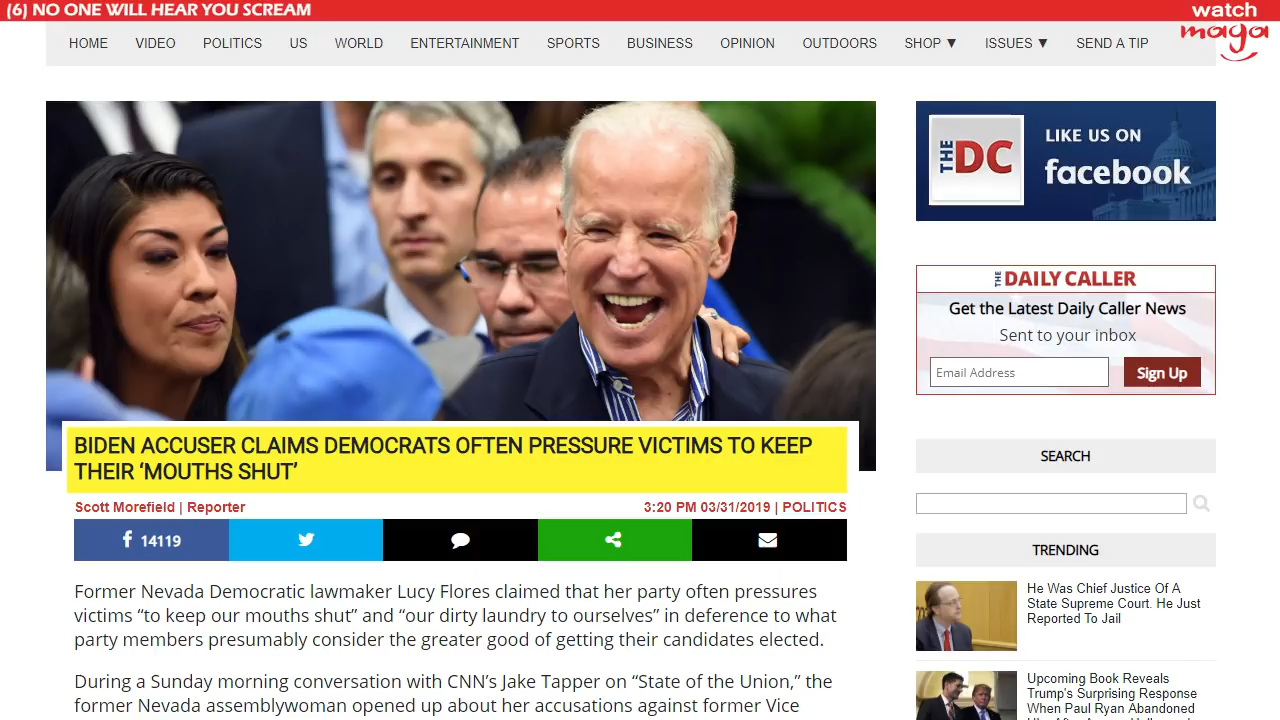 (6) NO ONE WILL HEAR YOU SCREAM
watch
maga
HOME VIDEO POLITICS US WORLD ENTERTAINMENT SPORTS BUSINESS OPINION OUTDOORS SHOP ▼ ISSUES ▼ SEND A TIP
THE DC
LIKE US ON
facebook
THE DAILY CALLER
Get the Latest Daily Caller News
Sent to your inbox
Email Address
Sign Up
BIDEN ACCUSER CLAIMS DEMOCRATS OFTEN PRESSURE VICTIMS TO KEEP
THEIR ‘MOUTHS SHUT’
Scott Morefield | Reporter
3:20 PM 03/31/2019 | POLITICS
14119
Former Nevada Democratic lawmaker Lucy Flores claimed that her party often pressures
victims “to keep our mouths shut” and “our dirty laundry to ourselves” in deference to what
party members presumably consider the greater good of getting their candidates elected.
During a Sunday morning conversation with CNN’s Jake Tapper on “State of the Union,” the
former Nevada assemblywoman opened up about her accusations against former Vice
SEARCH
TRENDING
He Was Chief Justice Of A
State Supreme Court. He Just
Reported To Jail
Upcoming Book Reveals
Trump's Surprising Response
When Paul Ryan Abandoned